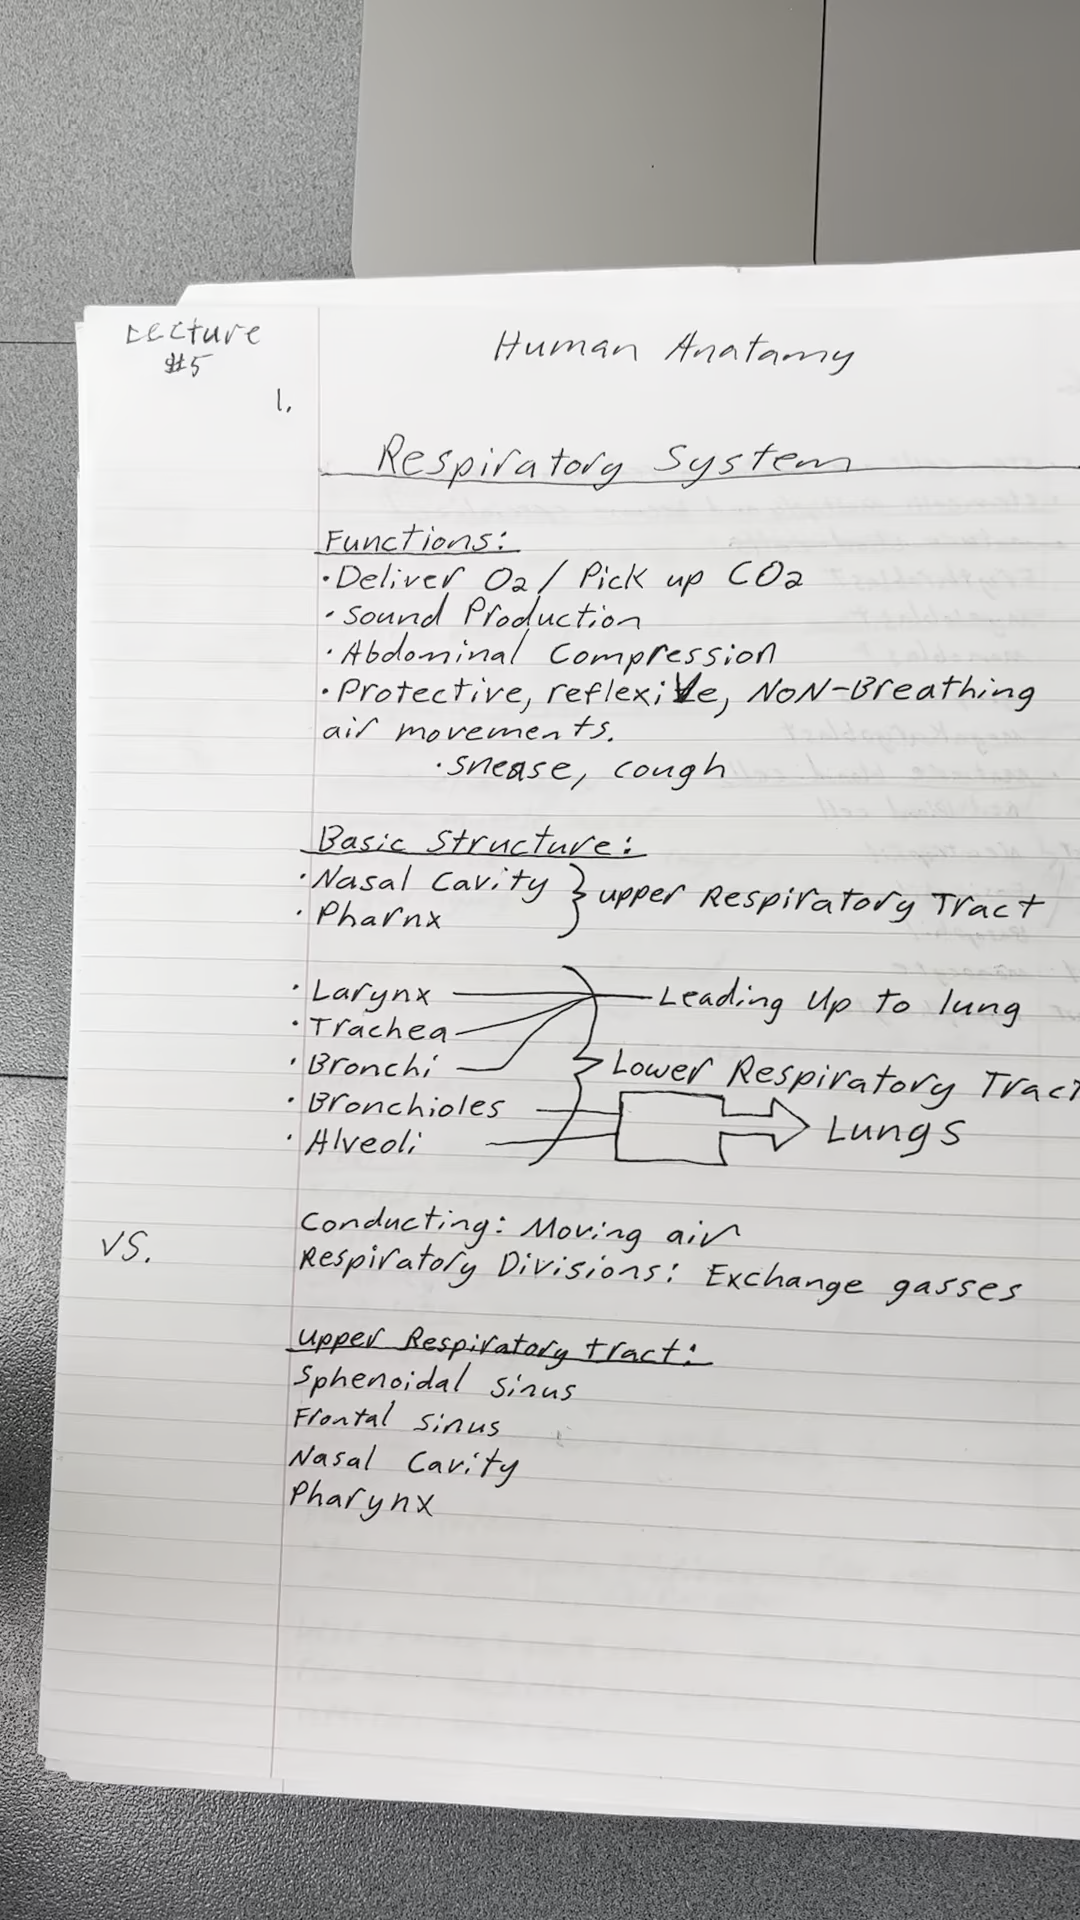 Lecture
#5
Human Anatamy
1.
Respiratory System
Functions:
·Deliver O2 / Pick up CO2
·Sound Production
·Abdominal Compression
·Protective, reflexive, NON-Breathing
air movements.
·snease, cough
Basic Structure:
·Nasal Cavity
·Pharnx
upper Respiratory Tract
·Larynx
Leading Up to lung
·Trachea
·Bronchi
Lower Respiratory Tract
·Bronchioles
·Alveoli
Lungs
Conducting: Moving air
vs.
Respiratory Divisions: Exchange gasses
upper Respiratory tract:
Sphenoidal sinus
Frontal sinus
Nasal Cavity
Pharynx